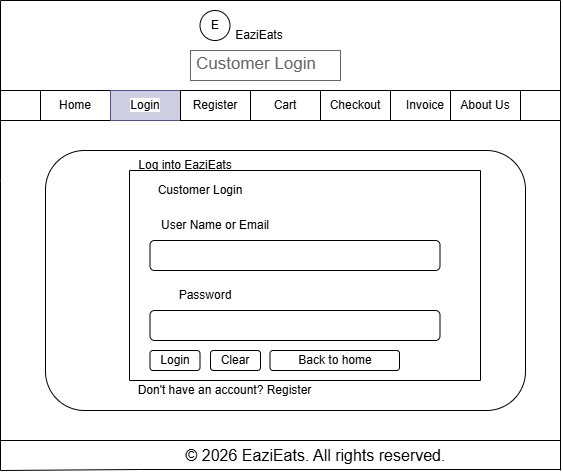 E
EaziEats
Customer Login
Home Login Register Cart Checkout Invoice About Us
Log into EaziEats
Customer Login
User Name or Email
Password
Login Clear Back to home
Don't have an account? Register
© 2026 EaziEats. All rights reserved.